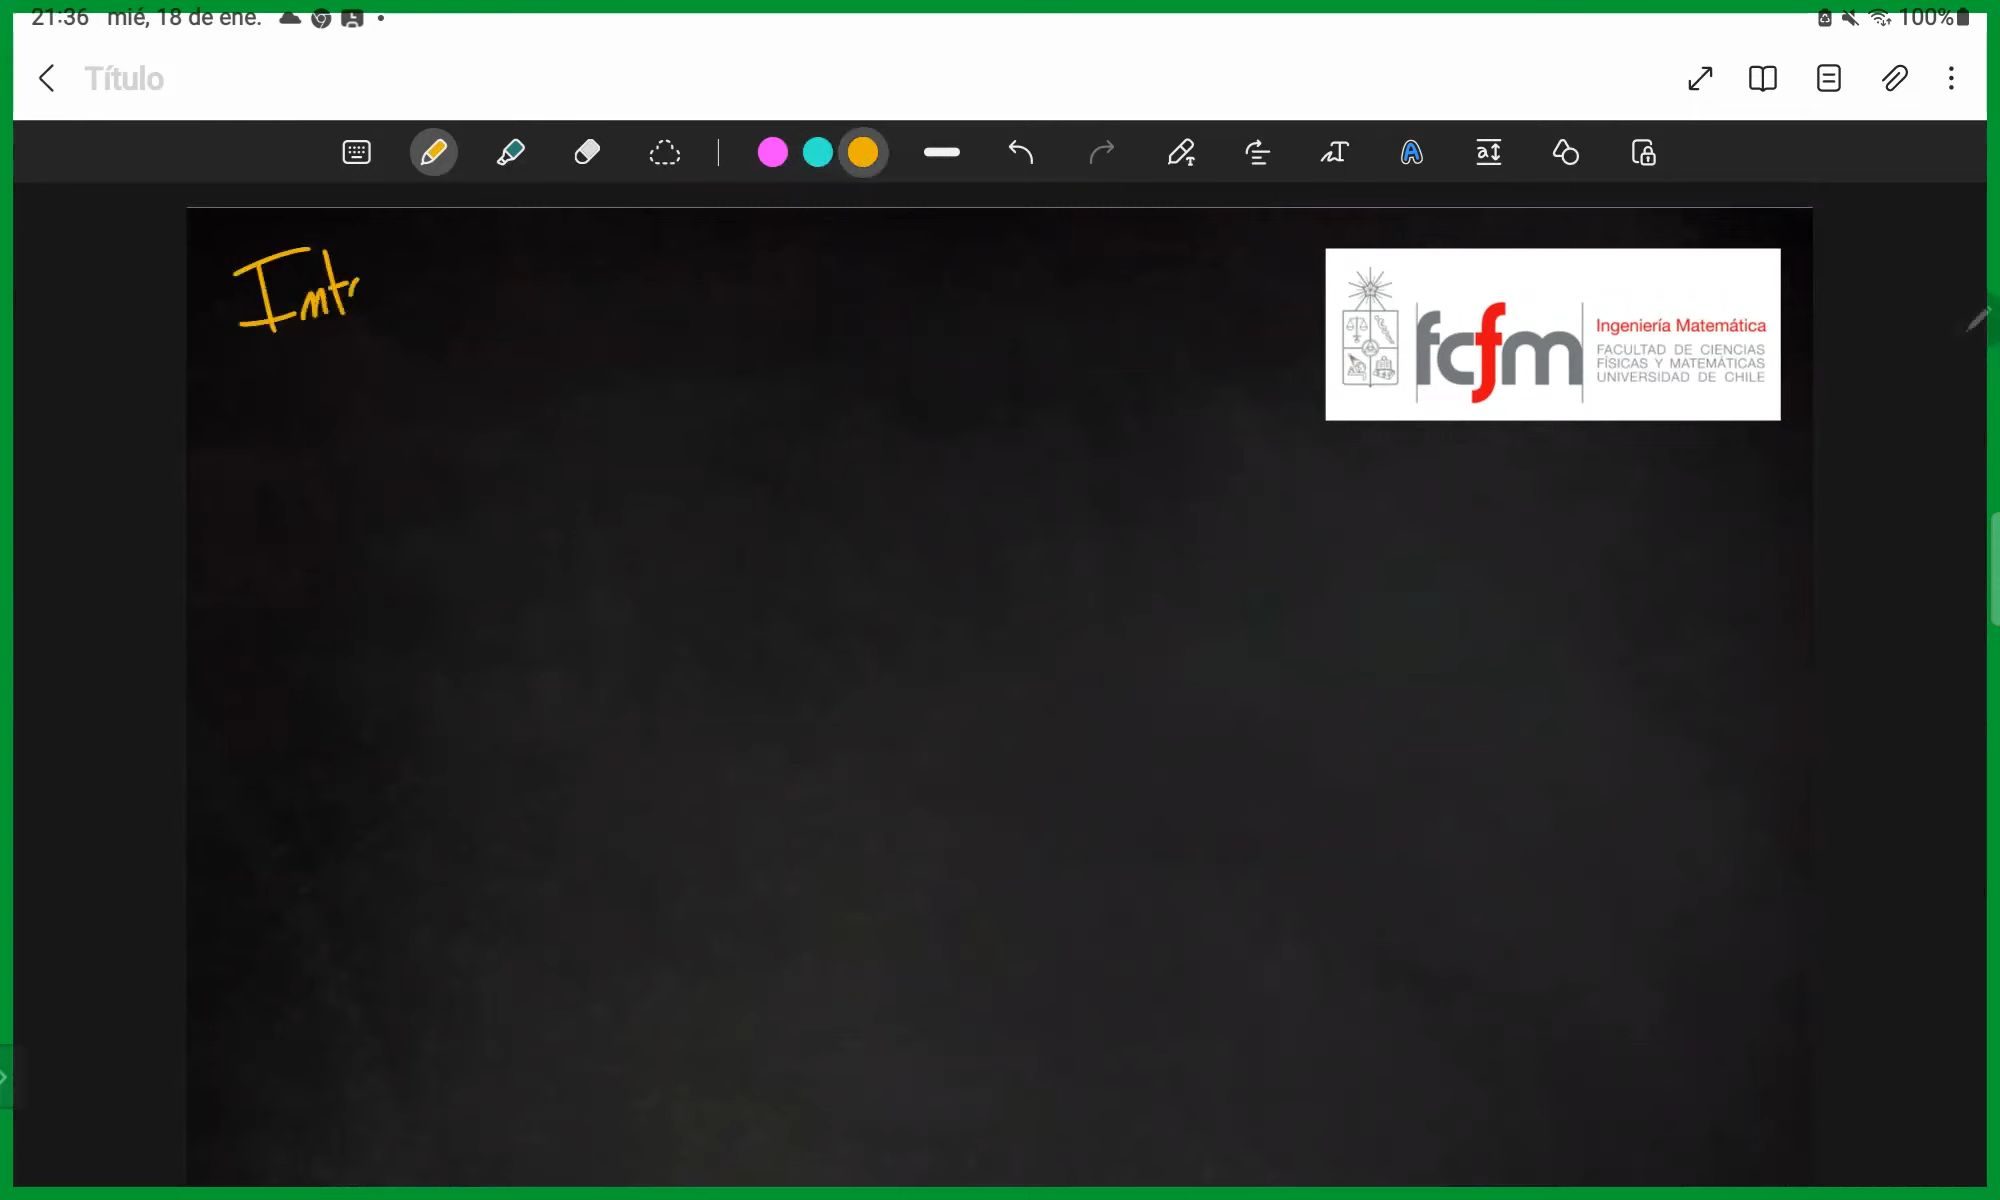 21:36 mié, 18 de ene. 100%
Título
Intr
fcfm
Ingeniería Matemática
FACULTAD DE CIENCIAS
FÍSICAS Y MATEMÁTICAS
UNIVERSIDAD DE CHILE